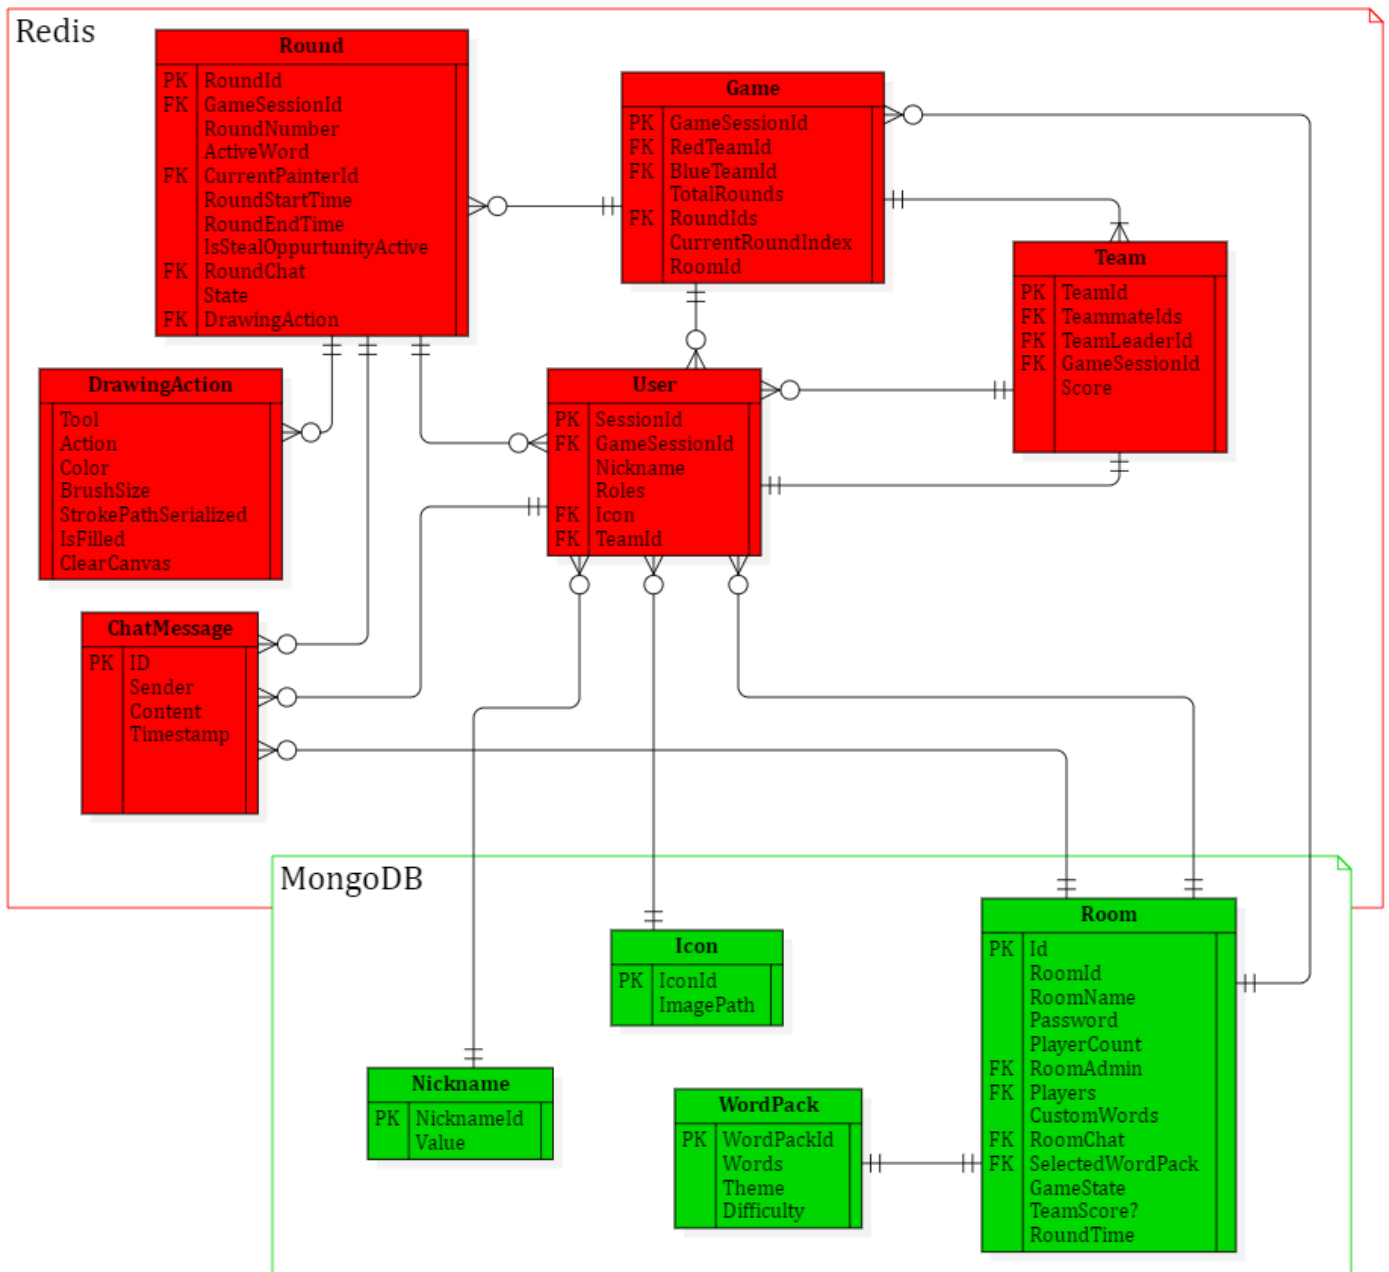 Redis
Round
PK RoundId
FK GameSessionId
RoundNumber
ActiveWord
FK CurrentPainterId
RoundStartTime
RoundEndTime
IsStealOppurtunityActive
FK RoundChat
State
FK DrawingAction
Game
PK GameSessionId
FK RedTeamId
FK BlueTeamId
TotalRounds
FK RoundIds
CurrentRoundIndex
RoomId
Team
PK TeamId
FK TeammateIds
FK TeamLeaderId
FK GameSessionId
Score
DrawingAction
Tool
Action
Color
BrushSize
StrokePathSerialized
IsFilled
ClearCanvas
User
PK SessionId
FK GameSessionId
Nickname
Roles
FK Icon
FK TeamId
ChatMessage
PK ID
Sender
Content
Timestamp
MongoDB
Icon
PK IconId
ImagePath
Room
PK Id
RoomId
RoomName
Password
PlayerCount
FK RoomAdmin
FK Players
CustomWords
FK RoomChat
FK SelectedWordPack
GameState
TeamScore?
RoundTime
Nickname
PK NicknameId
Value
WordPack
PK WordPackId
Words
Theme
Difficulty